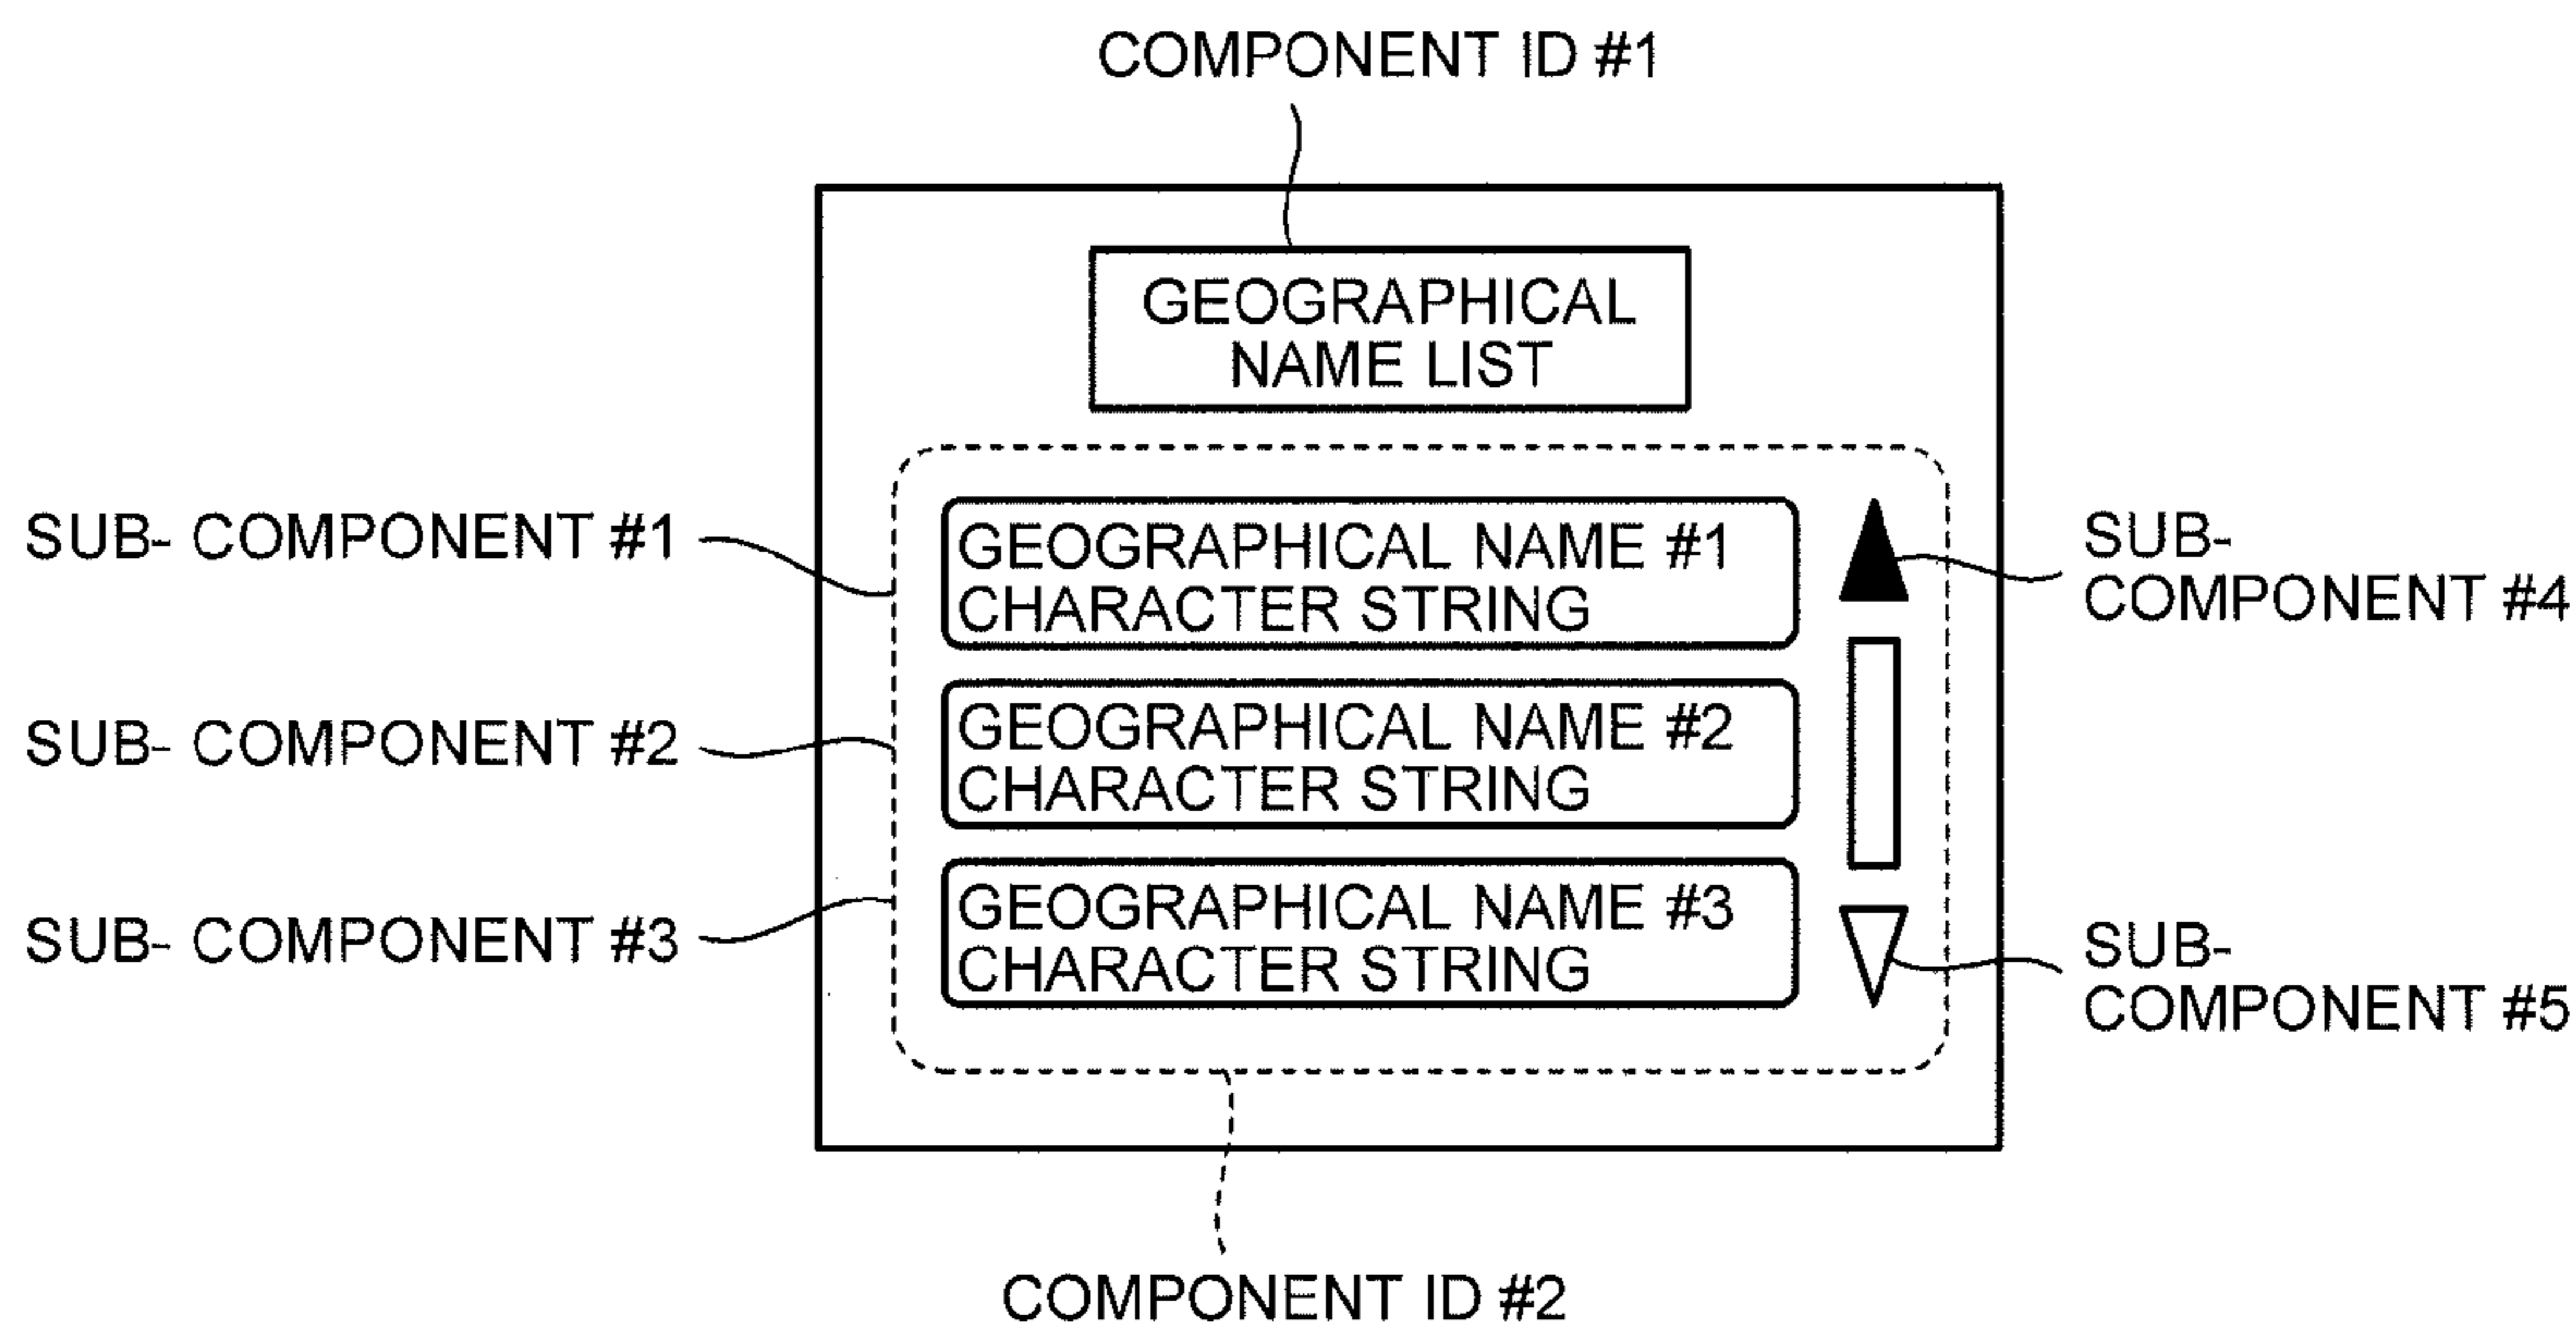 COMPONENT ID #1
GEOGRAPHICAL
NAME LIST
SUB- COMPONENT #1
GEOGRAPHICAL NAME #1
CHARACTER STRING
SUB-
COMPONENT #4
SUB- COMPONENT #2
GEOGRAPHICAL NAME #2
CHARACTER STRING
SUB- COMPONENT #3
GEOGRAPHICAL NAME #3
CHARACTER STRING
SUB-
COMPONENT #5
COMPONENT ID #2